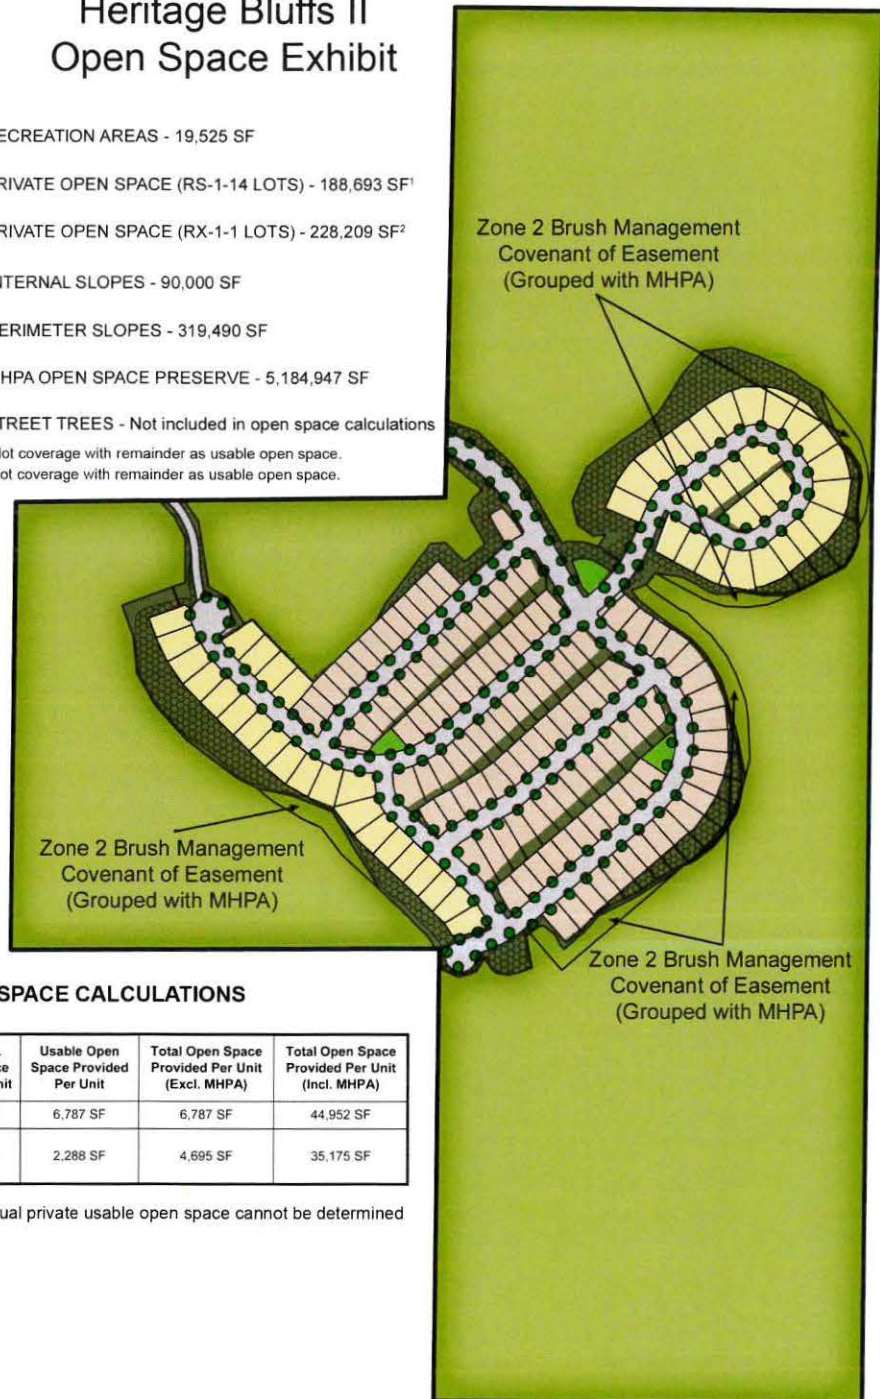 Heritage Bluffs II
Open Space Exhibit
ECREATION AREAS - 19,525 SF
RIVATE OPEN SPACE (RS-1-14 LOTS) - 188,693 SF¹
RIVATE OPEN SPACE (RX-1-1 LOTS) - 228,209 SF²
NTERNAL SLOPES - 90,000 SF
ERIMETER SLOPES - 319,490 SF
HPA OPEN SPACE PRESERVE - 5,184,947 SF
TREET TREES - Not included in open space calculations
lot coverage with remainder as usable open space.
ot coverage with remainder as usable open space.
Zone 2 Brush Management
Covenant of Easement
(Grouped with MHPA)
Zone 2 Brush Management
Covenant of Easement
(Grouped with MHPA)
Zone 2 Brush Management
Covenant of Easement
(Grouped with MHPA)
SPACE CALCULATIONS
Usable Open
Space Provided
Per Unit
Total Open Space
Provided Per Unit
(Excl. MHPA)
Total Open Space
Provided Per Unit
(Incl. MHPA)
6,787 SF
6,787 SF
44,952 SF
2,288 SF
4,695 SF
35,175 SF
ual private usable open space cannot be determined